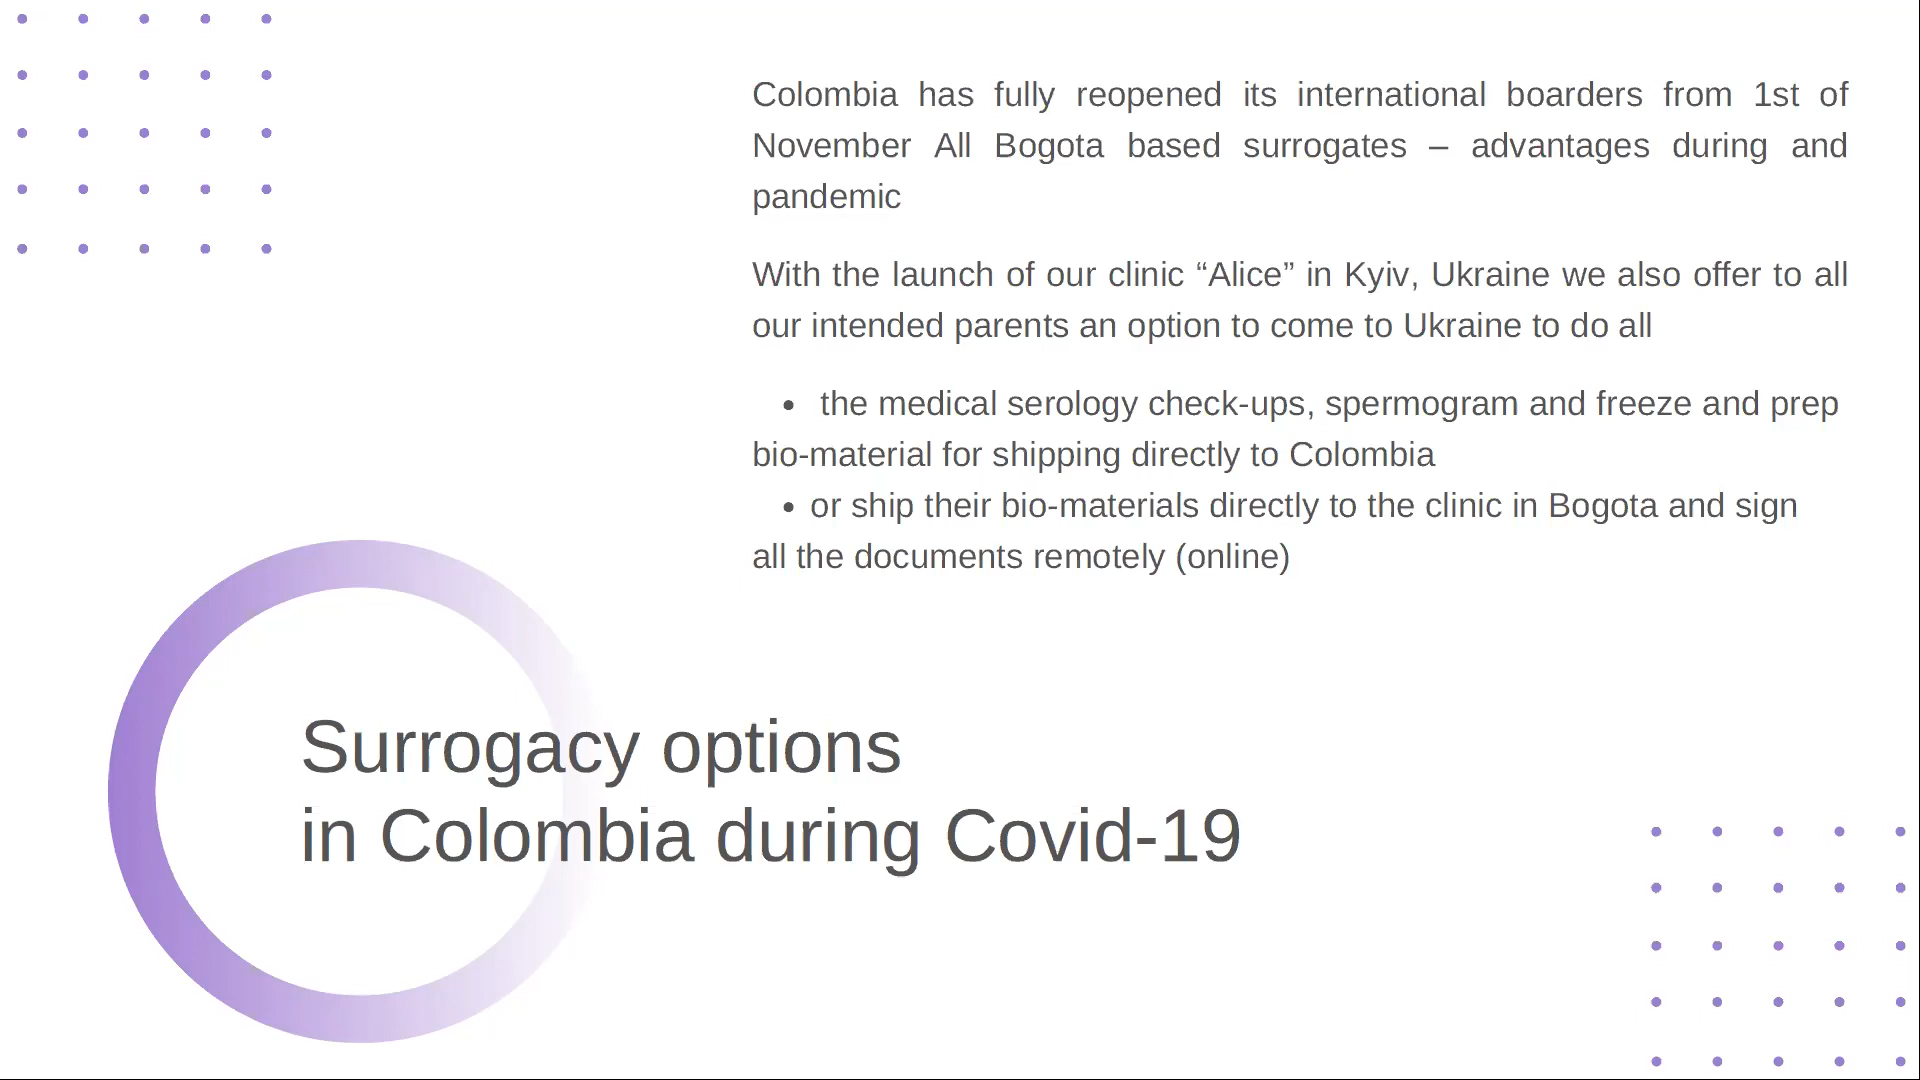 Colombia has fully reopened its international boarders from 1st of
November All Bogota based surrogates – advantages during and
pandemic
With the launch of our clinic “Alice” in Kyiv, Ukraine we also offer to all
our intended parents an option to come to Ukraine to do all
• the medical serology check-ups, spermogram and freeze and prep
bio-material for shipping directly to Colombia
• or ship their bio-materials directly to the clinic in Bogota and sign
all the documents remotely (online)
Surrogacy options
in Colombia during Covid-19